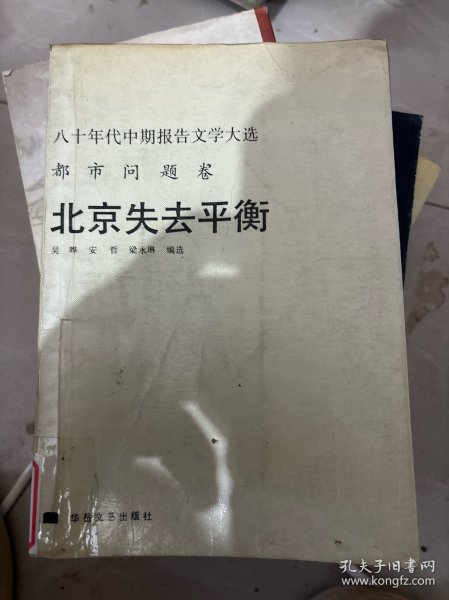 八十年代中期报告文学大选
都市问题卷
北京失去平衡
吴晔 安哲 梁永琳 编选
华岳文艺出版社
孔夫子旧书网
www.kongfz.com